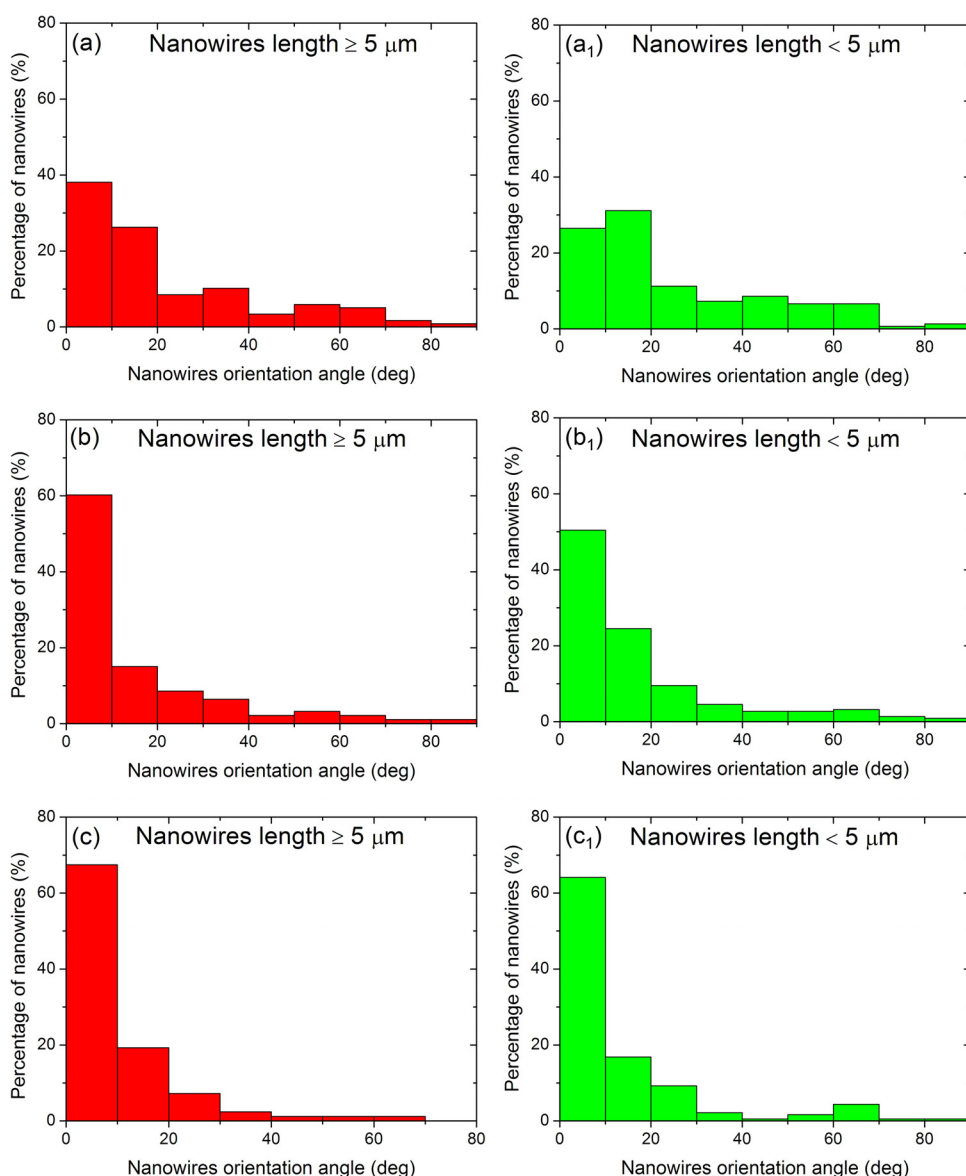 (a) Nanowires length ≥ 5 μm
80
60
40
20
0
Percentage of nanowires (%)
0 20 40 60 80
Nanowires orientation angle (deg)
(a₁) Nanowires length < 5 μm
80
60
40
20
0
Percentage of nanowires (%)
0 20 40 60 80
Nanowires orientation angle (deg)
(b) Nanowires length ≥ 5 μm
80
60
40
20
0
Percentage of nanowires (%)
0 20 40 60 80
Nanowires orientation angle (deg)
(b₁) Nanowires length < 5 μm
80
60
40
20
0
Percentage of nanowires (%)
0 20 40 60 80
Nanowires orientation angle (deg)
(c) Nanowires length ≥ 5 μm
80
60
40
20
0
Percentage of nanowires (%)
0 20 40 60 80
Nanowires orientation angle (deg)
(c₁) Nanowires length < 5 μm
80
60
40
20
0
Percentage of nanowires (%)
0 20 40 60 80
Nanowires orientation angle (deg)